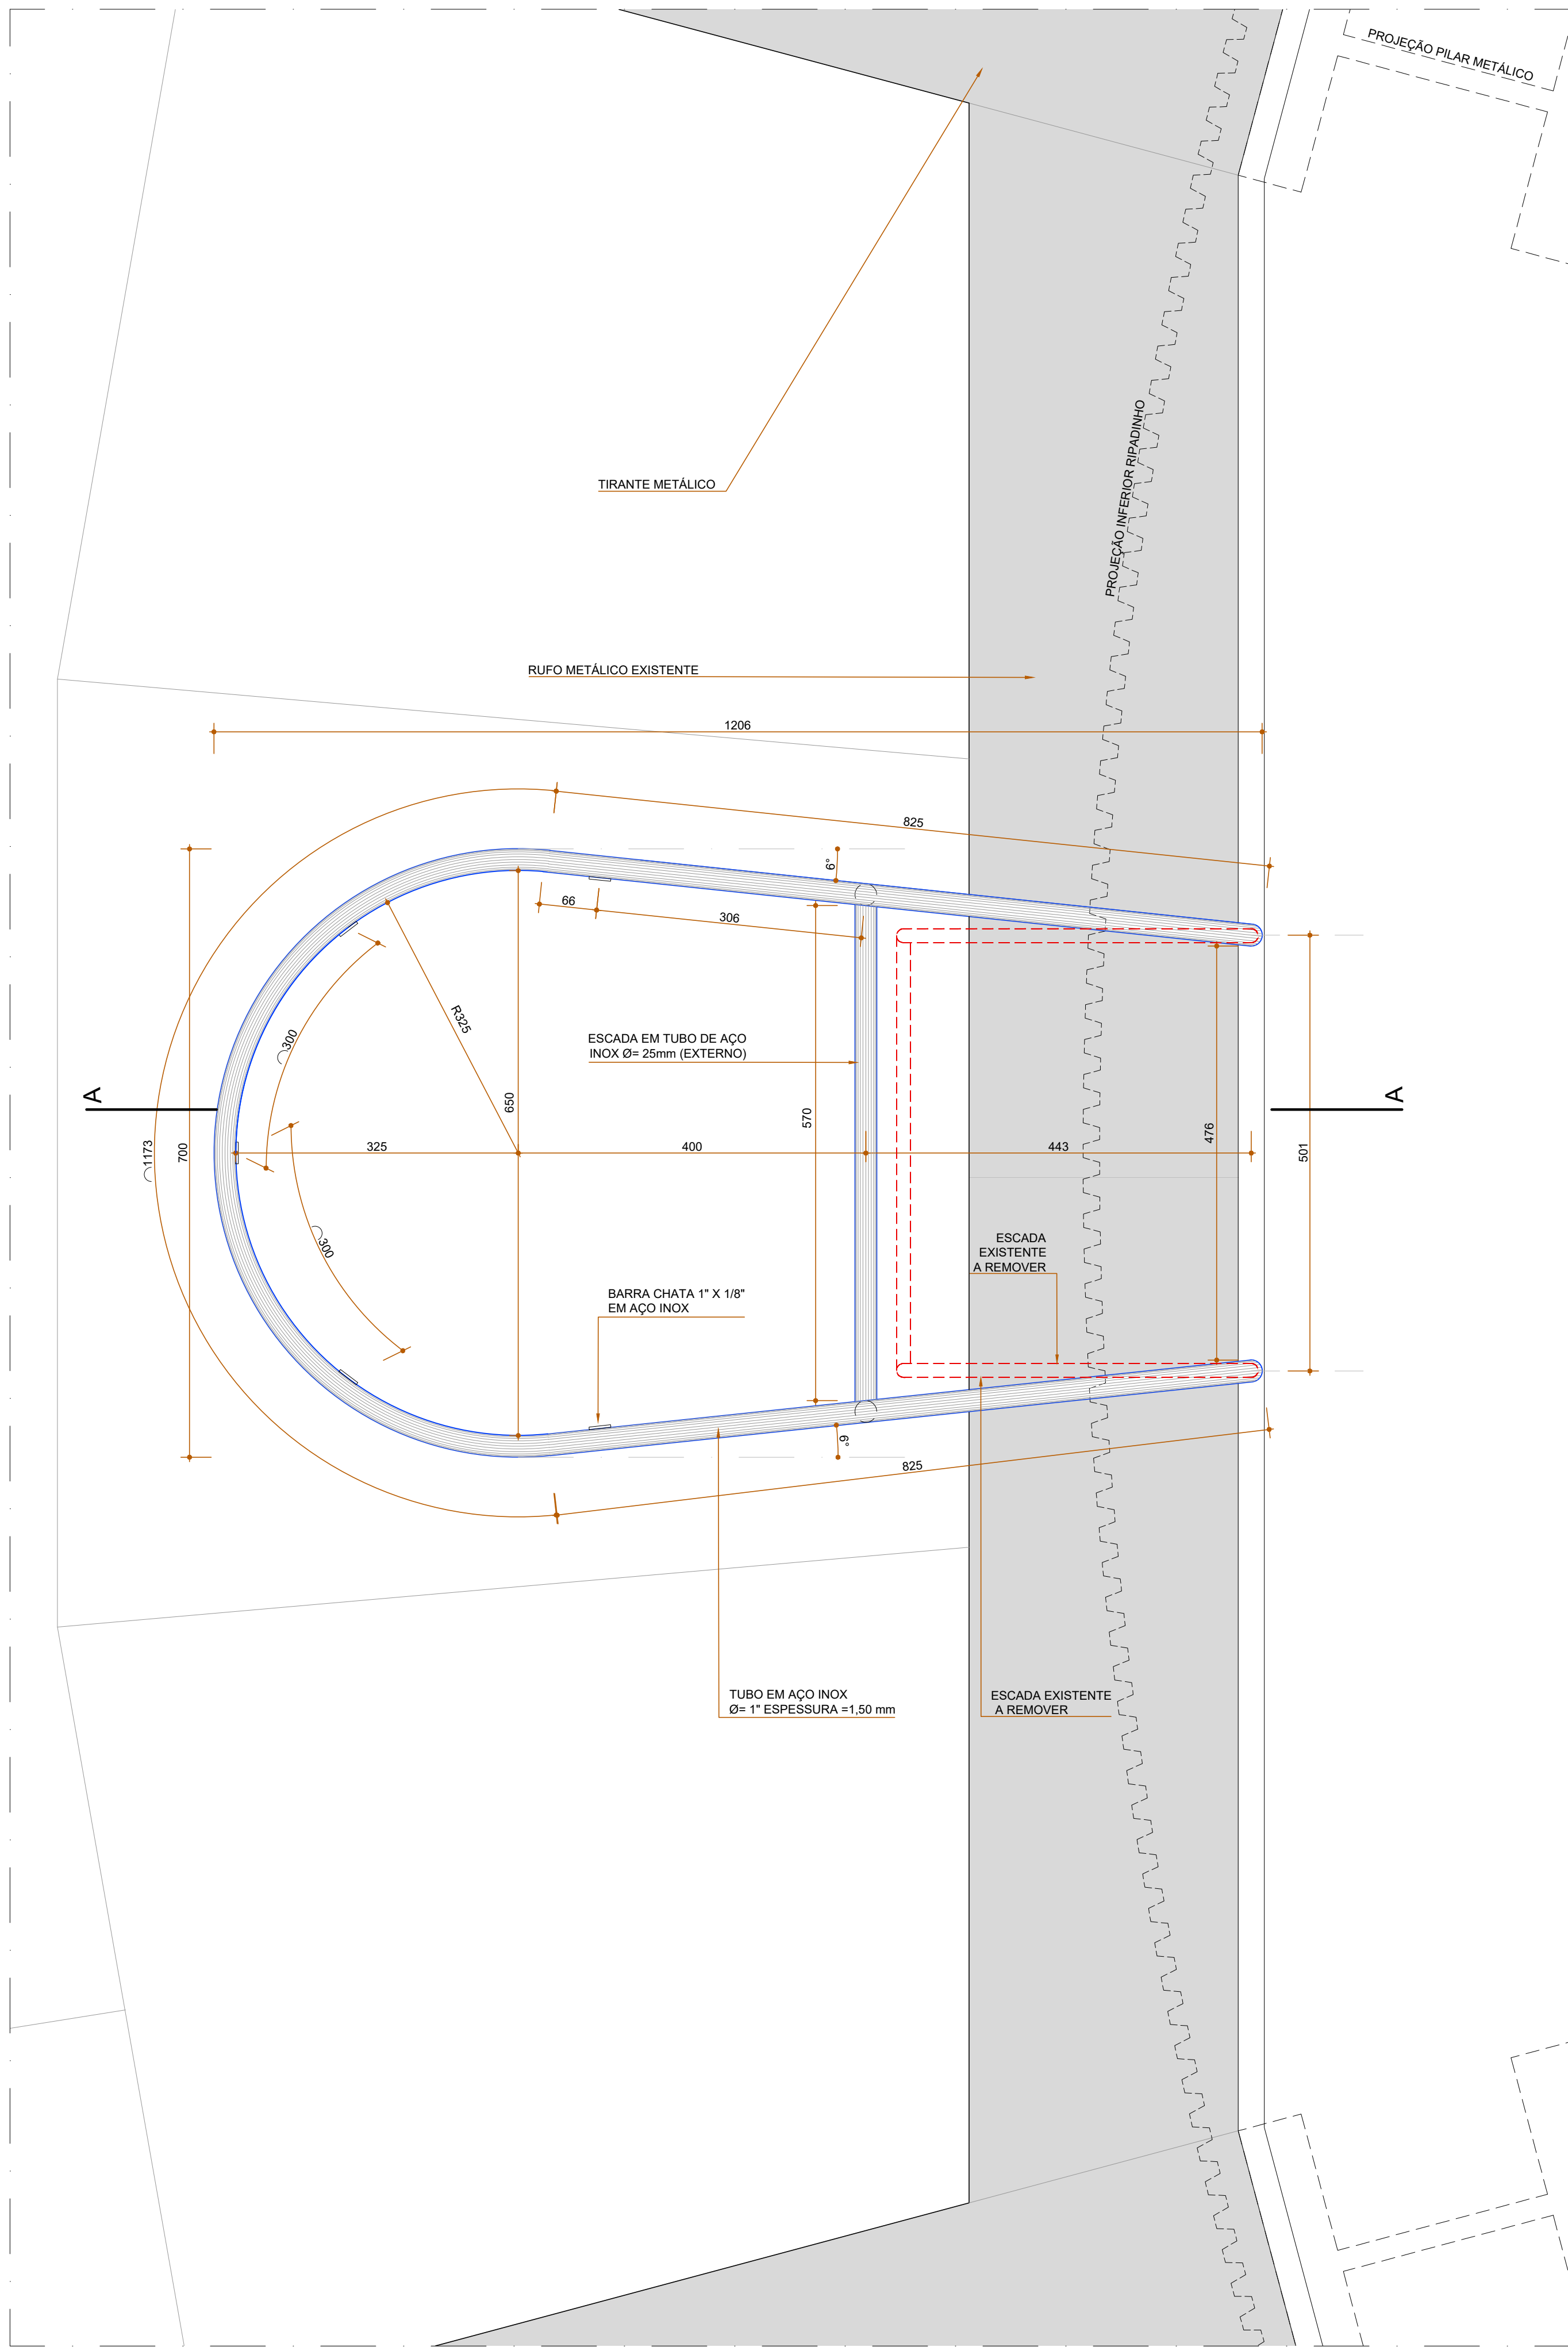 PROJEÇÃO PILAR METÁLICO
TIRANTE METÁLICO
PROJEÇÃO INFERIOR RIPADINHO
RUFO METÁLICO EXISTENTE
1206
825
6°
66
306
R325
300
ESCADA EM TUBO DE AÇO
INOX Ø= 25mm (EXTERNO)
A
A
650
570
476
501
1173
700
325
400
443
300
ESCADA
EXISTENTE
A REMOVER
BARRA CHATA 1" X 1/8"
EM AÇO INOX
6°
825
TUBO EM AÇO INOX
Ø= 1" ESPESSURA =1,50 mm
ESCADA EXISTENTE
A REMOVER